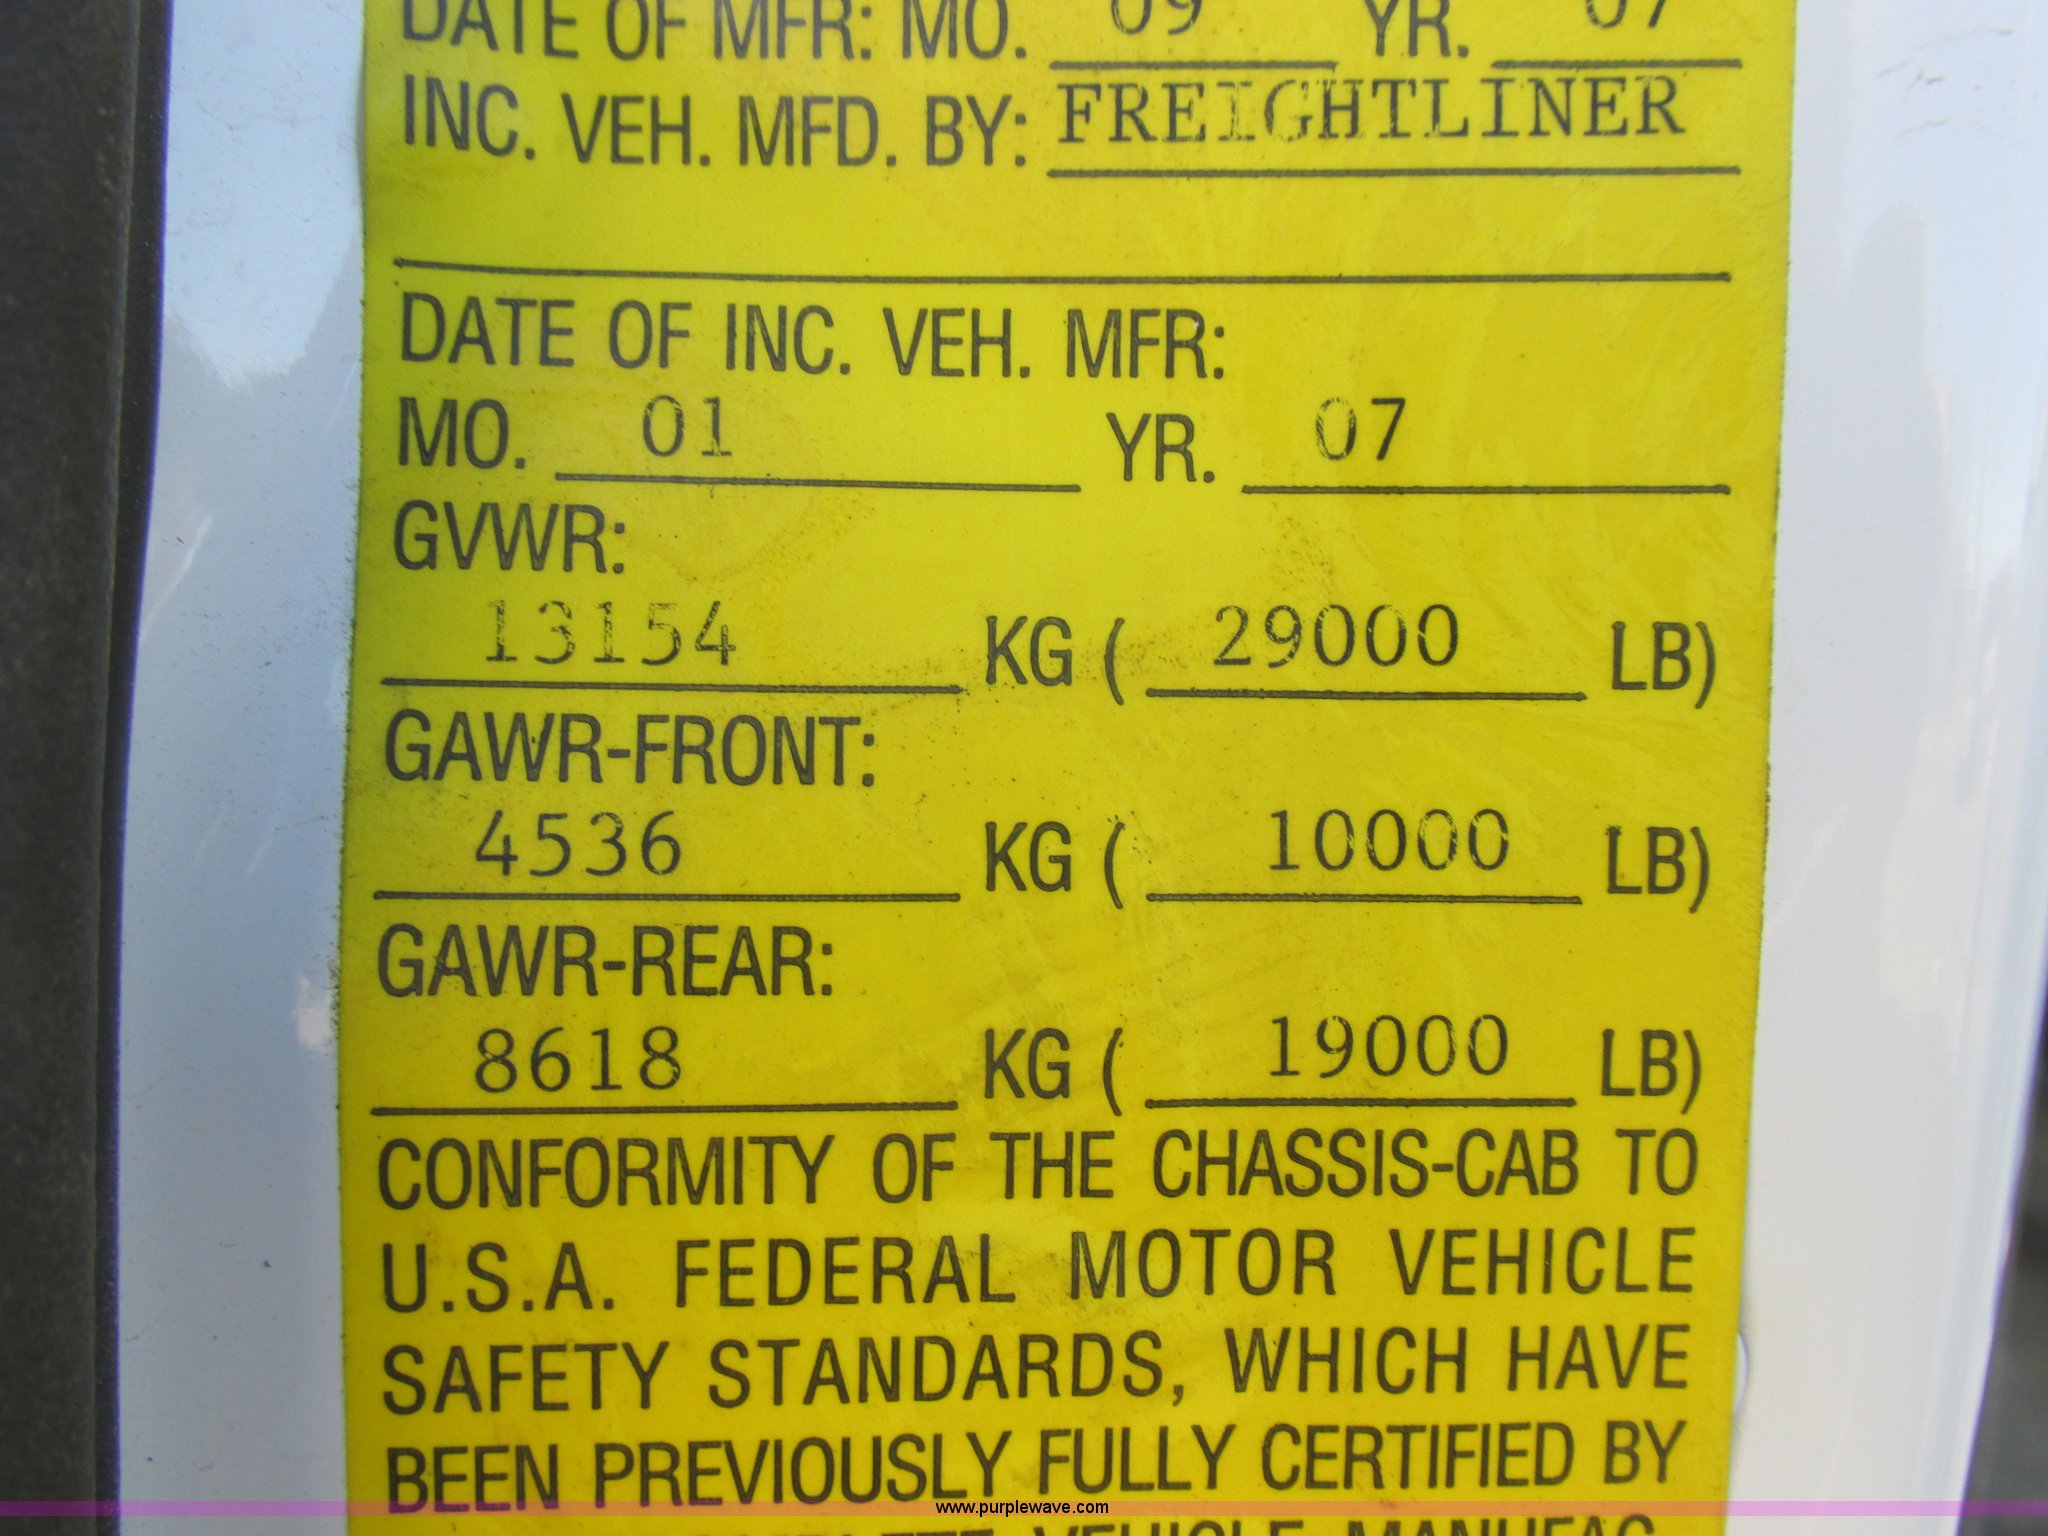 DATE OF MFR: MO. 09 YR. 07
INC. VEH. MFD. BY: FREIGHTLINER
DATE OF INC. VEH. MFR:
MO. 01 YR. 07
GVWR:
13154 KG ( 29000 LB)
GAWR-FRONT:
4536 KG ( 10000 LB)
GAWR-REAR:
8618 KG ( 19000 LB)
CONFORMITY OF THE CHASSIS-CAB TO
U.S.A. FEDERAL MOTOR VEHICLE
SAFETY STANDARDS, WHICH HAVE
BEEN PREVIOUSLY FULLY CERTIFIED BY
www.purplewave.com
VEHICLE MANUFAC-